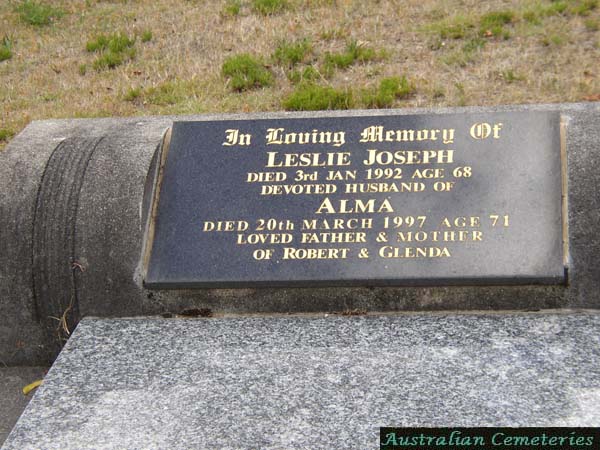 In Loving Memory Of
LESLIE JOSEPH
DIED 3rd JAN 1992 AGE 68
DEVOTED HUSBAND OF
ALMA
DIED 20th MARCH 1997 AGE 71
LOVED FATHER & MOTHER
OF ROBERT & GLENDA
Australian Cemeteries